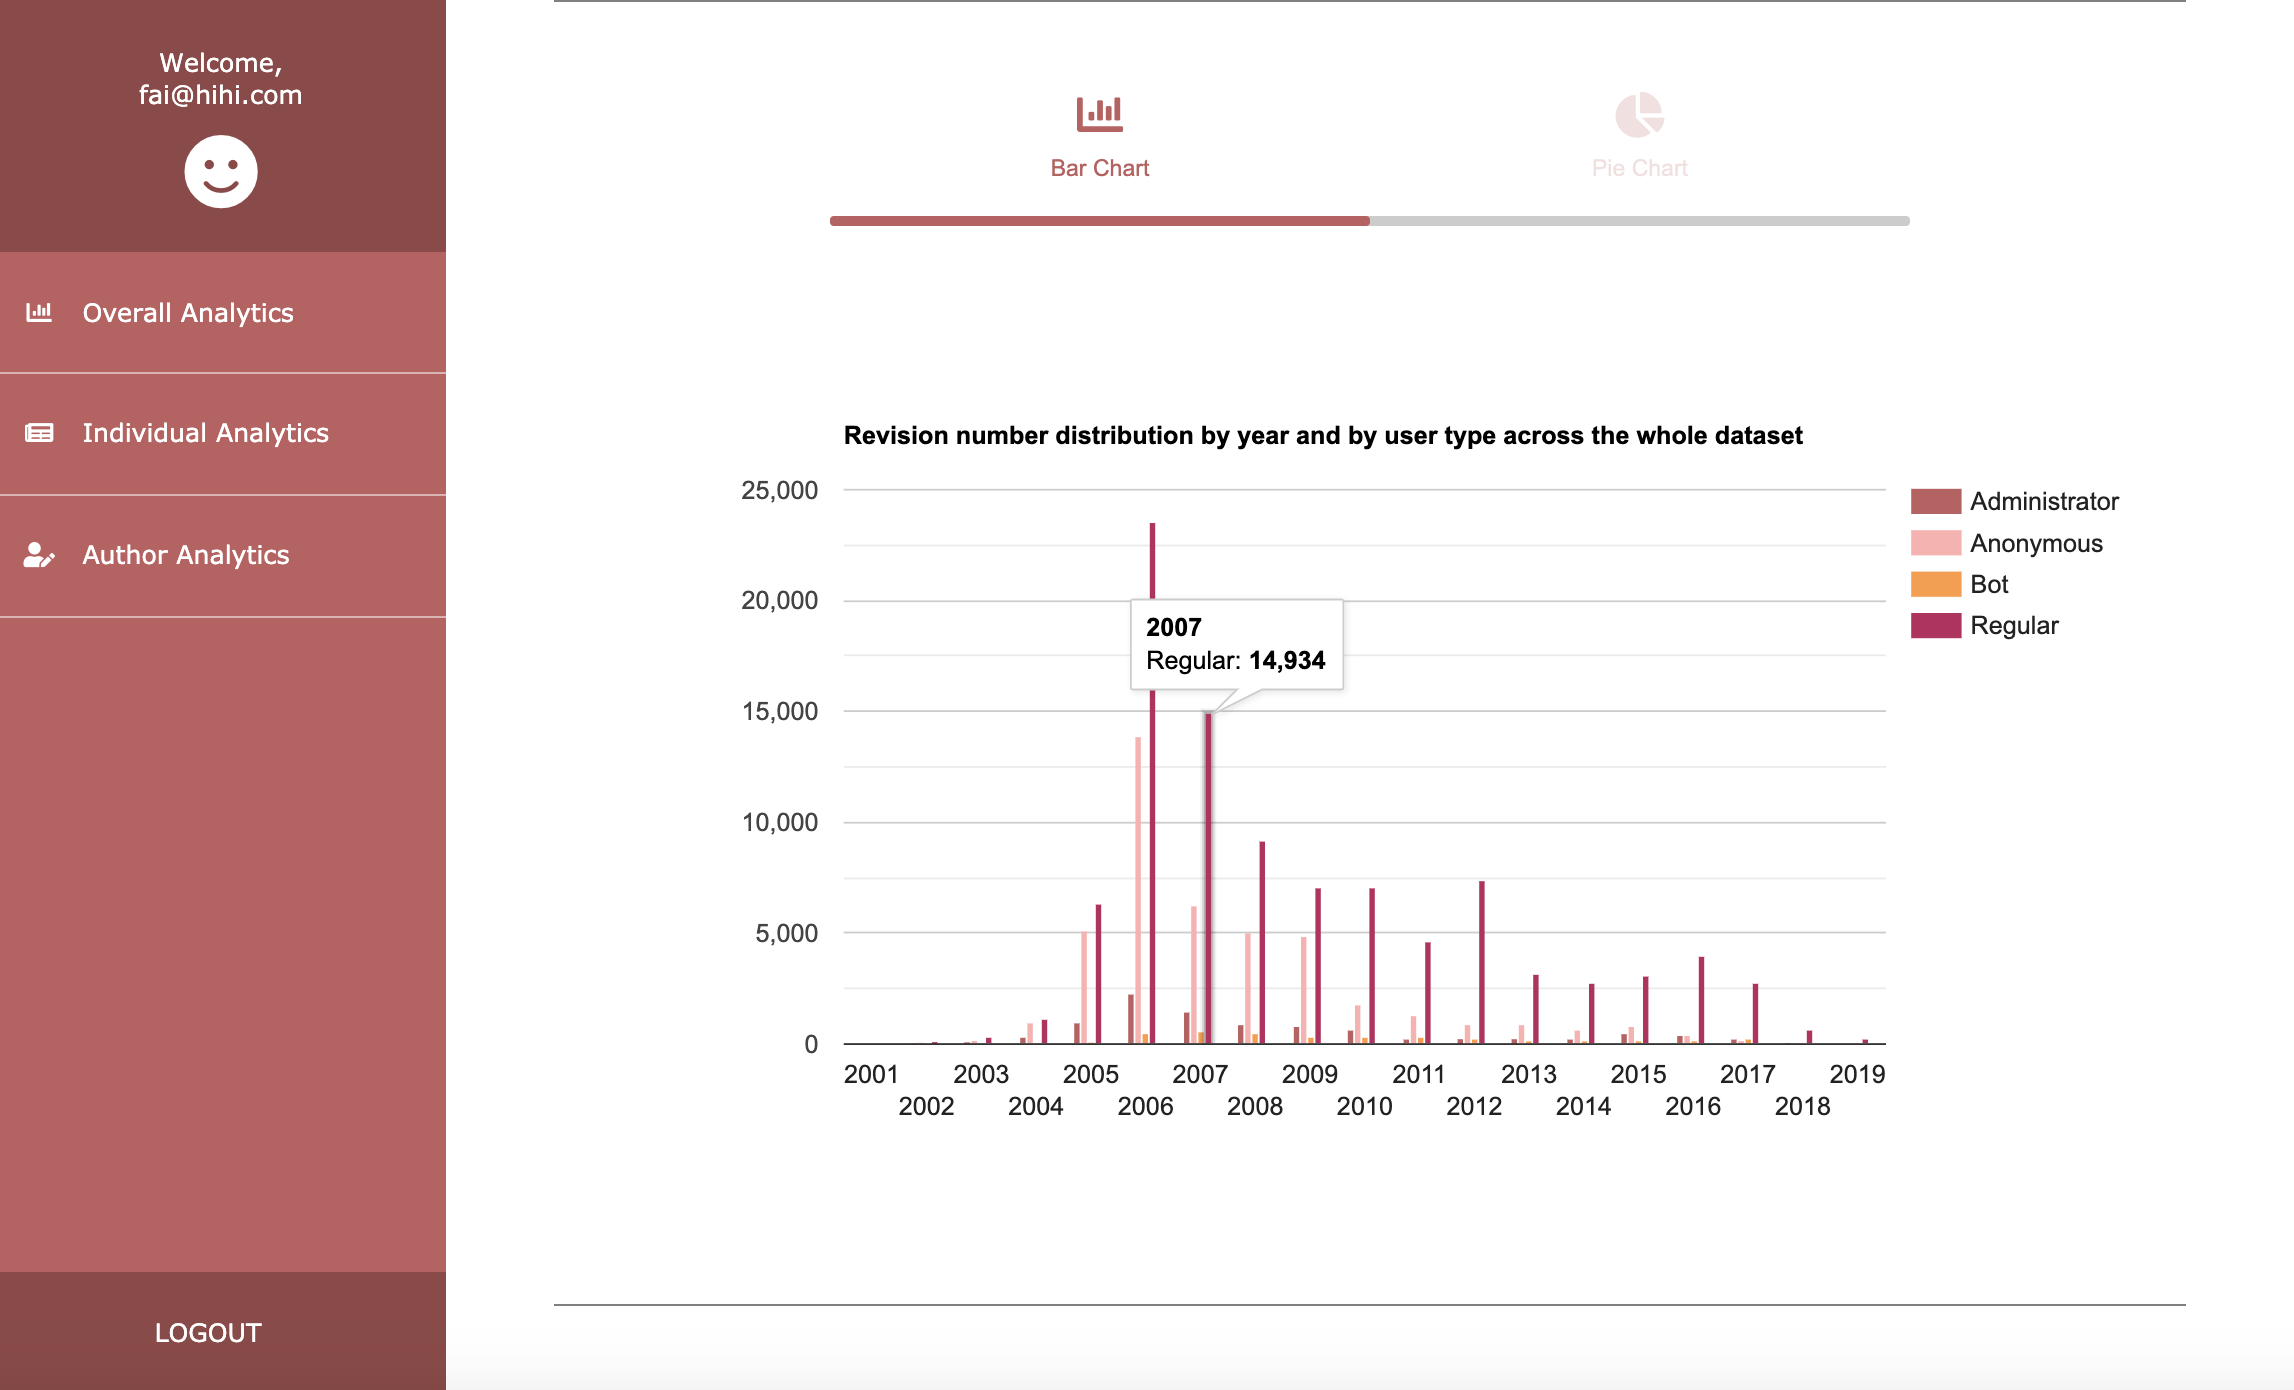 Welcome,
fai@hihi.com
Overall Analytics
Individual Analytics
Author Analytics
LOGOUT
Bar Chart
Pie Chart
Revision number distribution by year and by user type across the whole dataset
25,000
20,000
15,000
10,000
5,000
0
2007
Regular: 14,934
Administrator
Anonymous
Bot
Regular
2001 2003 2005 2007 2009 2011 2013 2015 2017 2019
2002 2004 2006 2008 2010 2012 2014 2016 2018